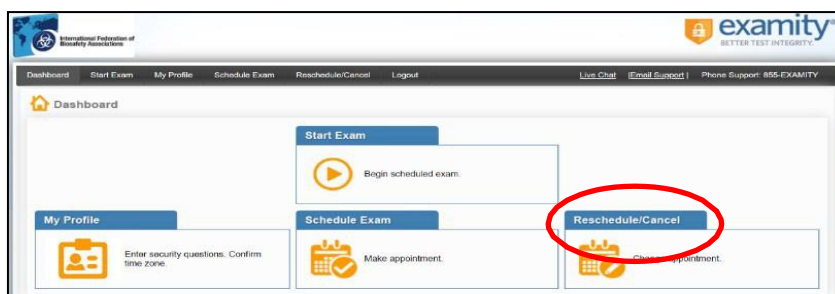 International Federation of
Biosafety Associations
examity
BETTER TEST INTEGRITY.
Dashboard Start Exam My Profile Schedule Exam Reschedule/Cancel Logout Live Chat |Email Support| Phone Support: 855-EXAMITY
Dashboard
Start Exam
Begin scheduled exam.
My Profile
Enter security questions. Confirm
time zone.
Schedule Exam
Make appointment.
Reschedule/Cancel
Change appointment.